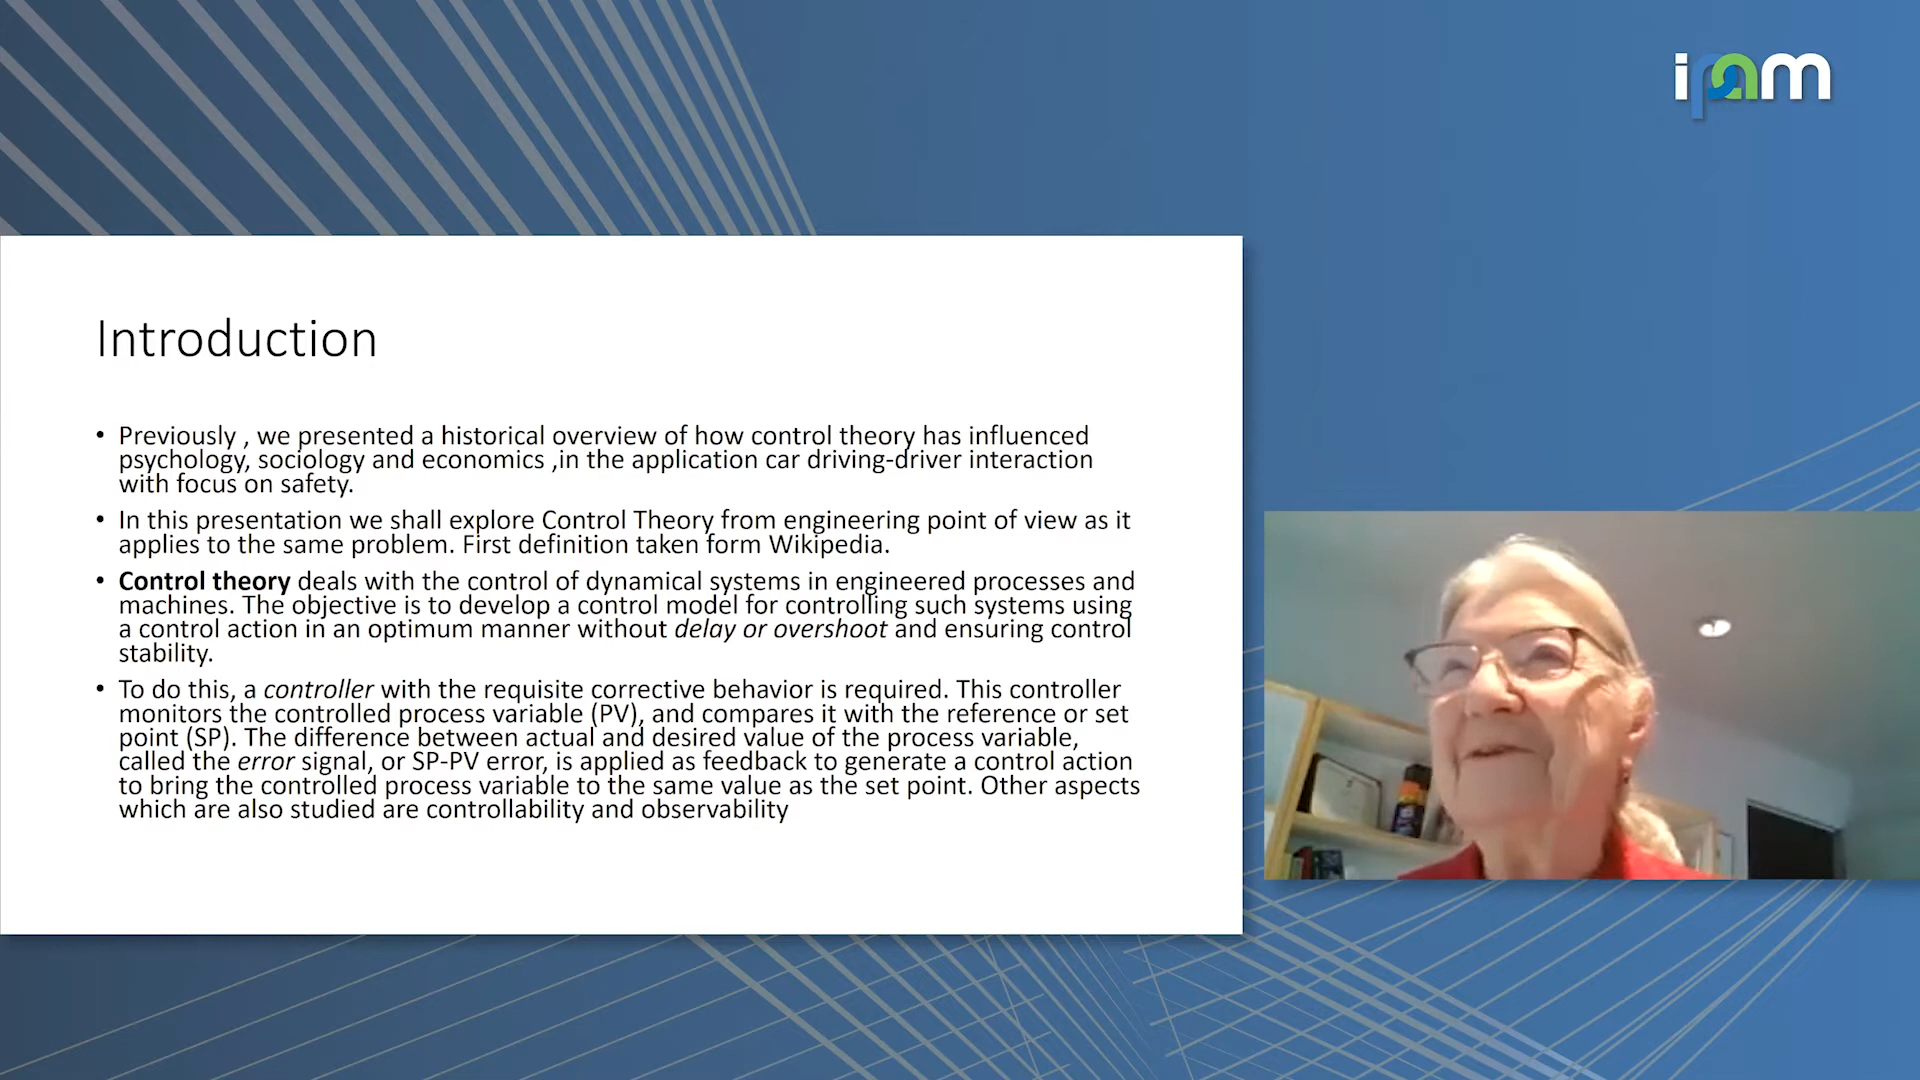 ipam
Introduction
• Previously , we presented a historical overview of how control theory has influenced
psychology, sociology and economics ,in the application car driving-driver interaction
with focus on safety.
• In this presentation we shall explore Control Theory from engineering point of view as it
applies to the same problem. First definition taken form Wikipedia.
• Control theory deals with the control of dynamical systems in engineered processes and
machines. The objective is to develop a control model for controlling such systems using
a control action in an optimum manner without delay or overshoot and ensuring control
stability.
• To do this, a controller with the requisite corrective behavior is required. This controller
monitors the controlled process variable (PV), and compares it with the reference or set
point (SP). The difference between actual and desired value of the process variable,
called the error signal, or SP-PV error, is applied as feedback to generate a control action
to bring the controlled process variable to the same value as the set point. Other aspects
which are also studied are controllability and observability